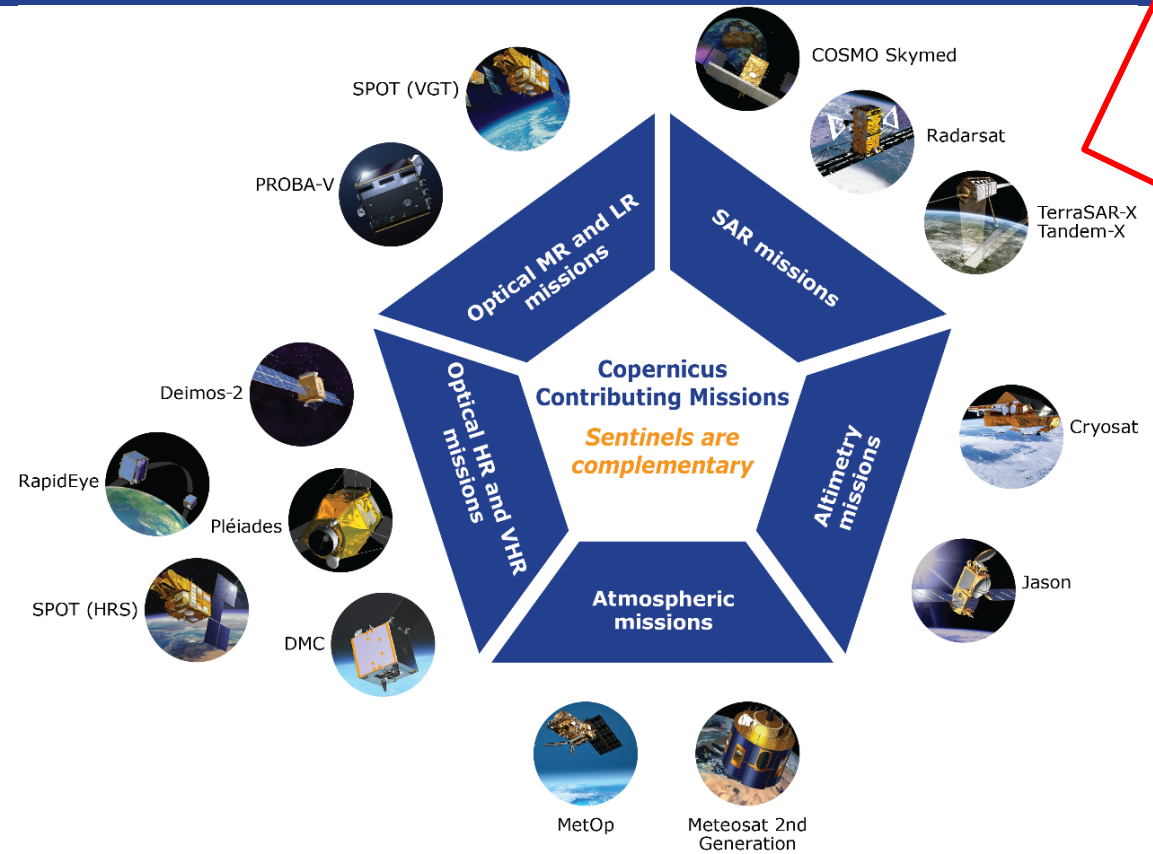 COSMO Skymed
SPOT (VGT)
Radarsat
PROBA-V
TerraSAR-X
Tandem-X
Optical MR and LR
missions
SAR missions
Copernicus
Contributing Missions
Sentinels are
complementary
Deimos-2
Optical HR and VHR
missions
Altimetry
missions
Cryosat
RapidEye
Pléiades
SPOT (HRS)
Jason
Atmospheric
missions
DMC
MetOp
Meteosat 2nd
Generation